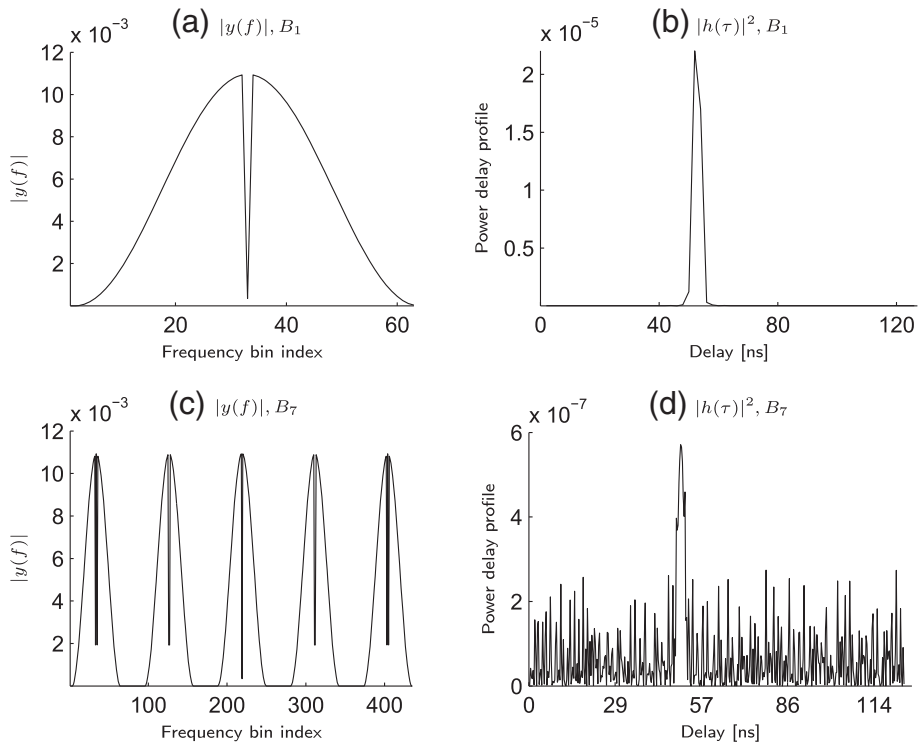 (a) |y(f)|, B₁
x 10⁻³
12
10
8
6
4
2
20 40 60
|y(f)|
Frequency bin index
(b) |h(τ)|², B₁
x 10⁻⁵
2
1.5
1
0.5
0 40 80 120
Power delay profile
Delay [ns]
(c) |y(f)|, B₇
x 10⁻³
12
10
8
6
4
2
100 200 300 400
|y(f)|
Frequency bin index
(d) |h(τ)|², B₇
x 10⁻⁷
6
4
2
0
0 29 57 86 114
Power delay profile
Delay [ns]